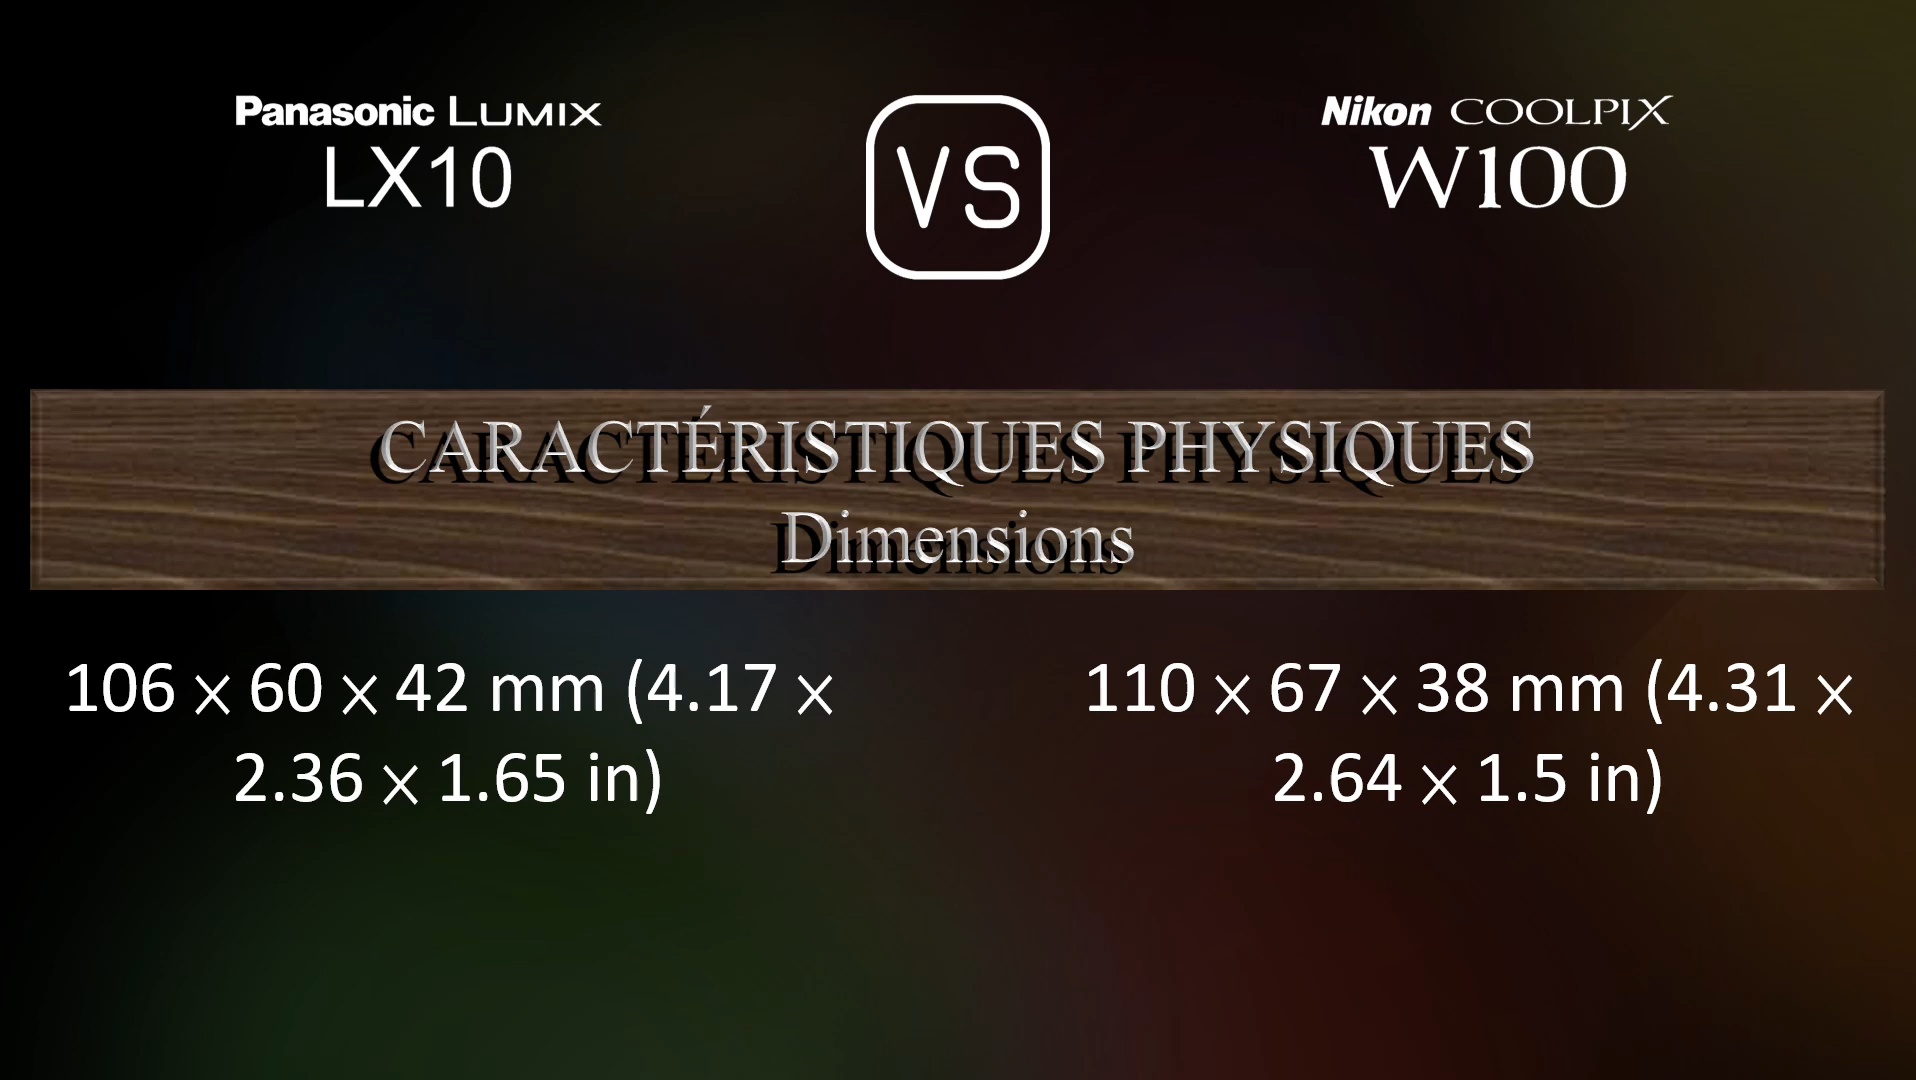 Panasonic LUMIX
LX10
VS
Nikon COOLPIX
W100
CARACTÉRISTIQUES PHYSIQUES
Dimensions
106 x 60 x 42 mm (4.17 x
2.36 x 1.65 in)
110 x 67 x 38 mm (4.31 x
2.64 x 1.5 in)